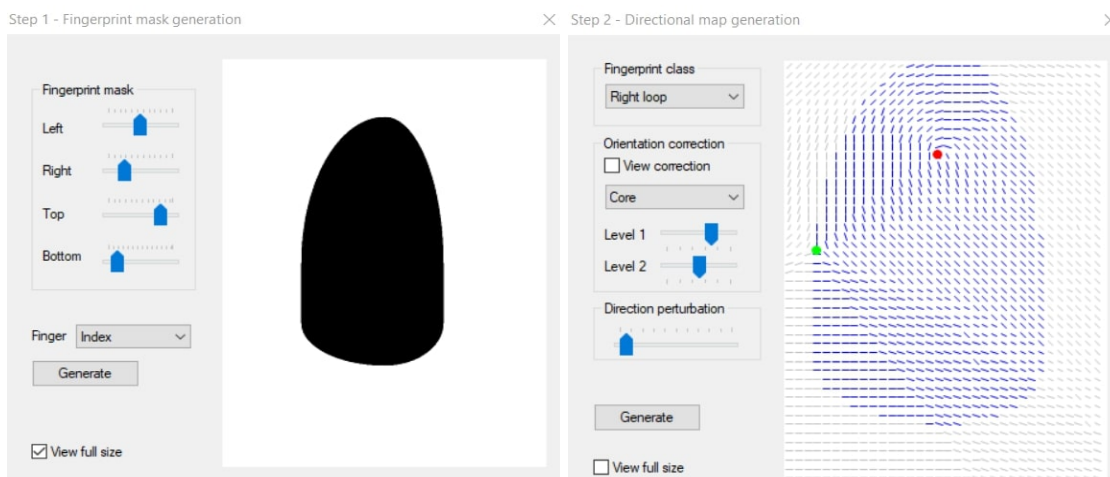 Step 1 - Fingerprint mask generation
Fingerprint mask
Left
Right
Top
Bottom
Finger
Index
Generate
View full size
Step 2 - Directional map generation
Fingerprint class
Right loop
Orientation correction
View correction
Core
Level 1
Level 2
Direction perturbation
Generate
View full size